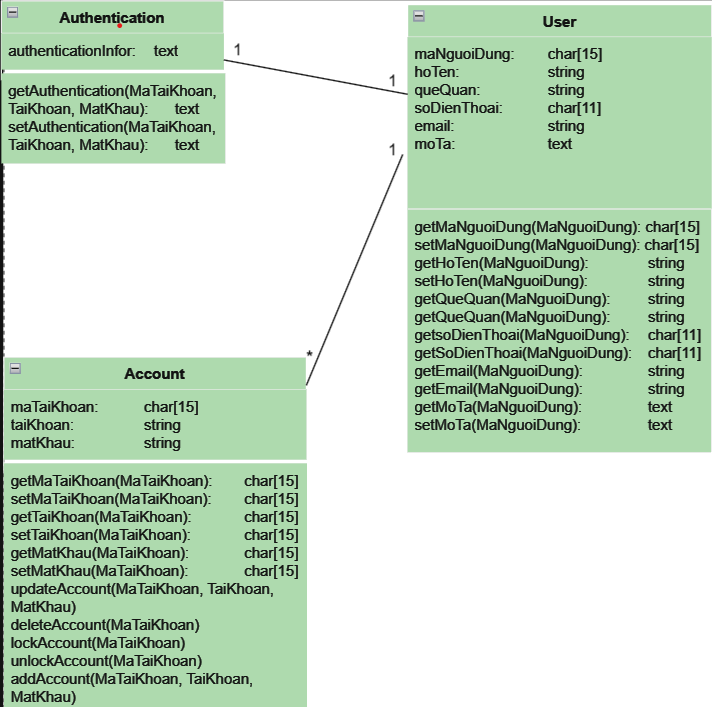 Authentication
authenticationInfor: text
getAuthentication(MaTaiKhoan,
TaiKhoan, MatKhau): text
setAuthentication(MaTaiKhoan,
TaiKhoan, MatKhau): text
1
1
User
maNguoiDung: char[15]
hoTen: string
queQuan: string
soDienThoai: char[11]
email: string
moTa: text
getMaNguoiDung(MaNguoiDung): char[15]
setMaNguoiDung(MaNguoiDung): char[15]
getHoTen(MaNguoiDung): string
setHoTen(MaNguoiDung): string
getQueQuan(MaNguoiDung): string
getQueQuan(MaNguoiDung): string
getsoDienThoai(MaNguoiDung): char[11]
getSoDienThoai(MaNguoiDung): char[11]
getEmail(MaNguoiDung): string
getEmail(MaNguoiDung): string
getMoTa(MaNguoiDung): text
setMoTa(MaNguoiDung): text
1
*
Account
maTaiKhoan: char[15]
taiKhoan: string
matKhau: string
getMaTaiKhoan(MaTaiKhoan): char[15]
setMaTaiKhoan(MaTaiKhoan): char[15]
getTaiKhoan(MaTaiKhoan): char[15]
setTaiKhoan(MaTaiKhoan): char[15]
getMatKhau(MaTaiKhoan): char[15]
setMatKhau(MaTaiKhoan): char[15]
updateAccount(MaTaiKhoan, TaiKhoan,
MatKhau)
deleteAccount(MaTaiKhoan)
lockAccount(MaTaiKhoan)
unlockAccount(MaTaiKhoan)
addAccount(MaTaiKhoan, TaiKhoan,
MatKhau)